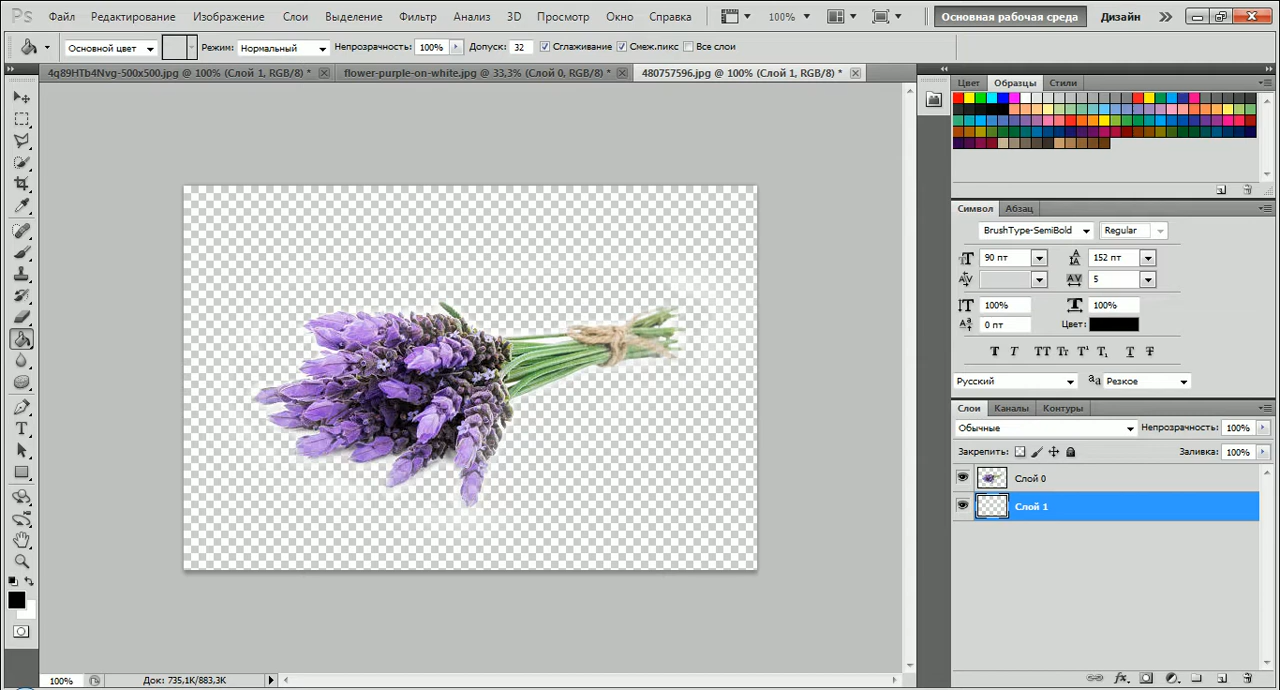 Ps Файл Редактирование Изображение Слои Выделение Фильтр Анализ 3D Просмотр Окно Справка 100% Основная рабочая среда Дизайн
Основной цвет Режим: Нормальный Непрозрачность: 100% Допуск: 32 Сглаживание Смеж.пикс Все слои
4q89HTb4Nvg-500x500.jpg @ 100% (Слой 1, RGB/8) * flower-purple-on-white.jpg @ 33,3% (Слой 0, RGB/8) * 480757596.jpg @ 100% (Слой 1, RGB/8) *
Цвет Образцы Стили
Символ Абзац
BrushType-SemiBold Regular
90 пт 152 пт
5
100% 100%
0 пт Цвет:
T T TT Tт T¹ T₁ T T
Русский аа Резкое
Слои Каналы Контуры
Обычные Непрозрачность: 100%
Закрепить: Заливка: 100%
Слой 0
Слой 1
100% Док: 735,1K/883,3K